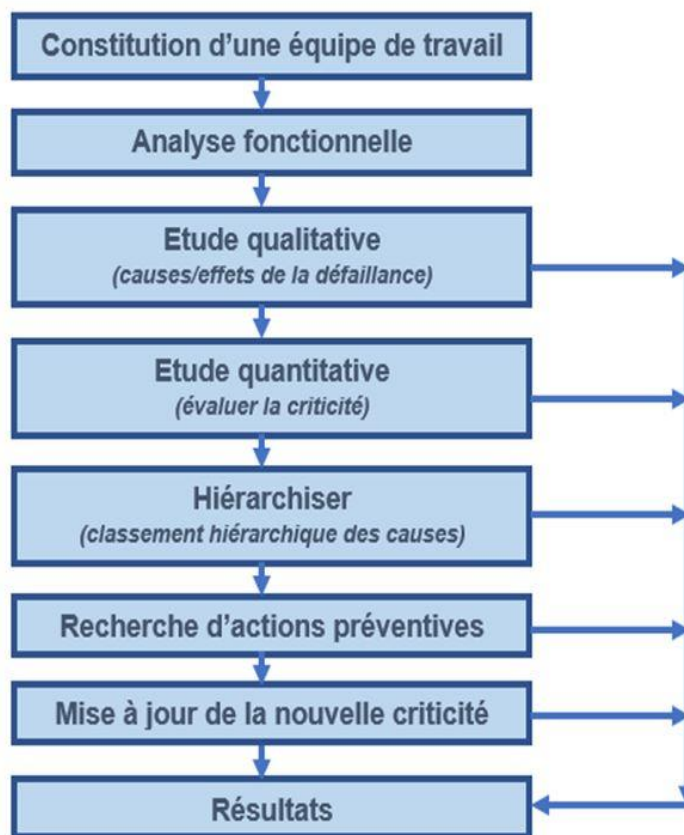 Constitution d’une équipe de travail
Analyse fonctionnelle
Etude qualitative
(causes/effets de la défaillance)
Etude quantitative
(évaluer la criticité)
Hiérarchiser
(classement hiérarchique des causes)
Recherche d’actions préventives
Mise à jour de la nouvelle criticité
Résultats